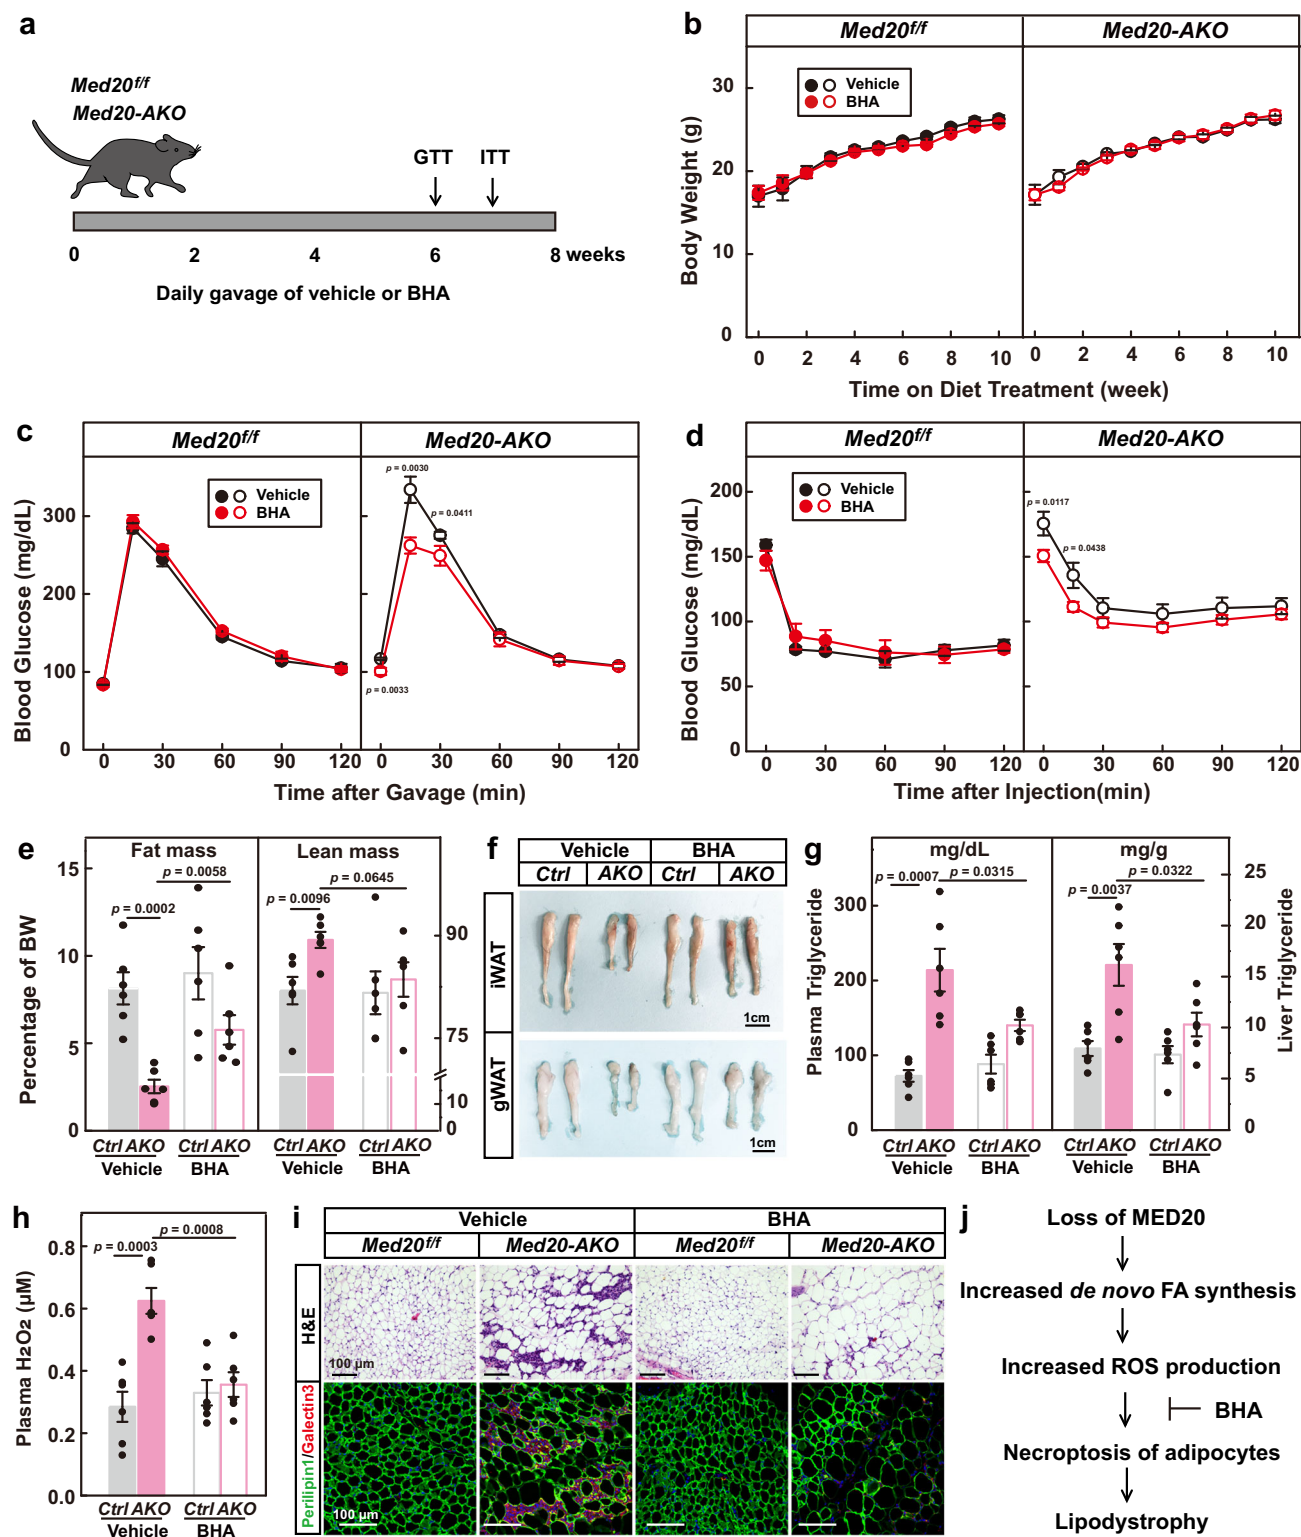 a
Med20f/f
Med20-AKO
GTT ITT
0 2 4 6 8 weeks
Daily gavage of vehicle or BHA
b
Med20f/f Med20-AKO
Vehicle
BHA
Body Weight (g)
30
20
10
0
0 2 4 6 8 10 0 2 4 6 8 10
Time on Diet Treatment (week)
c
Med20f/f Med20-AKO
Vehicle
BHA
p = 0.0030
p = 0.0411
p = 0.0033
Blood Glucose (mg/dL)
300
200
100
0
0 30 60 90 120 0 30 60 90 120
Time after Gavage (min)
d
Med20f/f Med20-AKO
Vehicle
BHA
p = 0.0117
p = 0.0438
Blood Glucose (mg/dL)
200
150
100
50
0
0 30 60 90 120 0 30 60 90 120
Time after Injection(min)
e
Fat mass Lean mass
p = 0.0058
p = 0.0002
p = 0.0645
p = 0.0096
Percentage of BW
15
10
5
0
90
75
10
0
Ctrl AKO Ctrl AKO Ctrl AKO Ctrl AKO
Vehicle BHA Vehicle BHA
f
Vehicle BHA
Ctrl AKO Ctrl AKO
iWAT
1cm
gWAT
1cm
g
mg/dL mg/g
p = 0.0007
p = 0.0315
p = 0.0322
p = 0.0037
Plasma Triglyceride
300
200
100
0
Liver Triglyceride
25
20
15
10
5
0
Ctrl AKO Ctrl AKO Ctrl AKO Ctrl AKO
Vehicle BHA Vehicle BHA
h
p = 0.0008
p = 0.0003
Plasma H2O2 (µM)
0.8
0.6
0.4
0.2
0.0
Ctrl AKO Ctrl AKO
Vehicle BHA
i
Vehicle BHA
Med20f/f Med20-AKO Med20f/f Med20-AKO
H&E
100 µm
Perilipin1/Galectin3
100 µm
j
Loss of MED20
Increased de novo FA synthesis
Increased ROS production
BHA
Necroptosis of adipocytes
Lipodystrophy